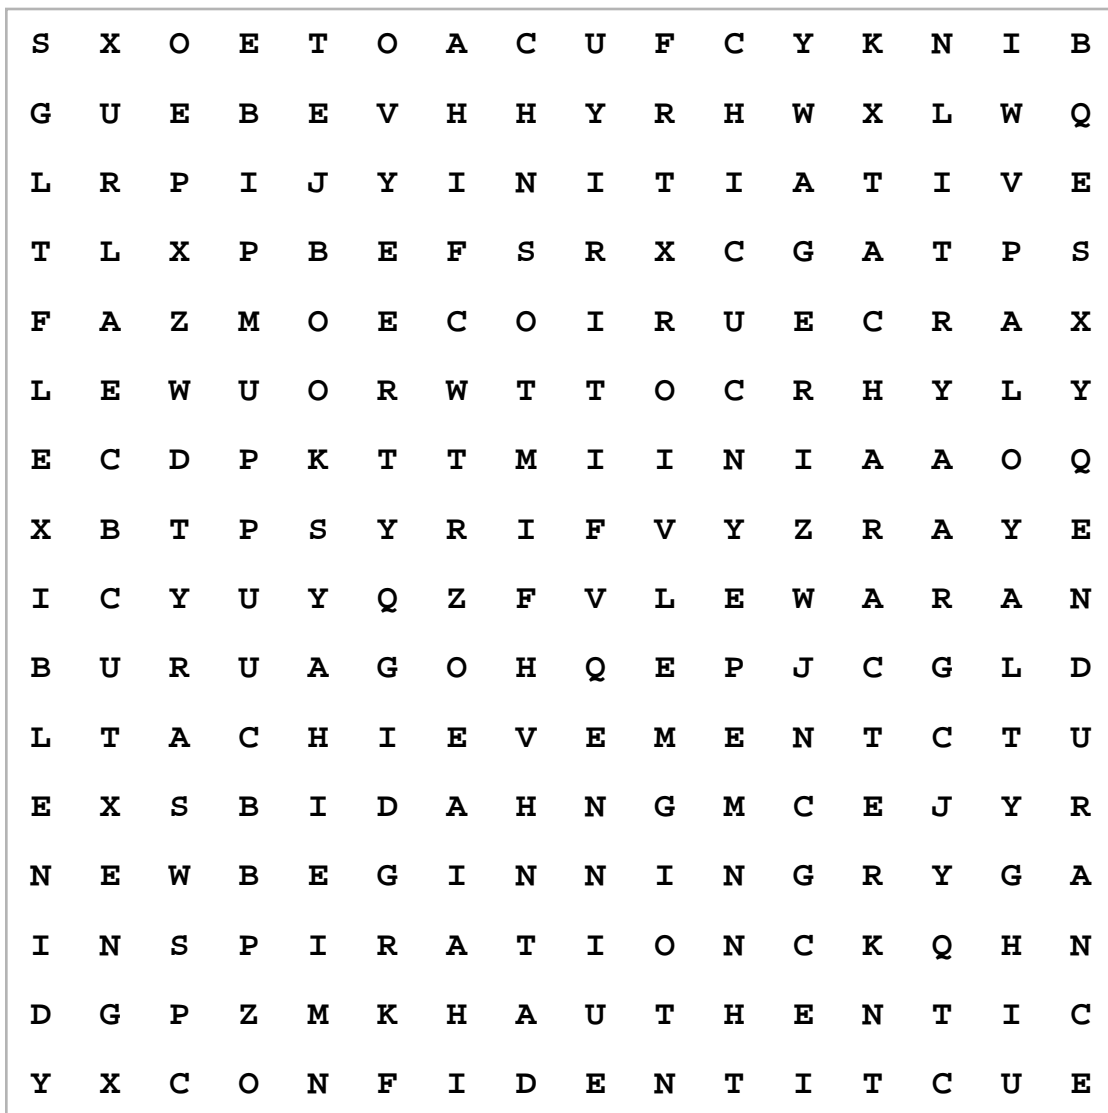 S X O E T O A C U F C Y K N I B
G U E B E V H H Y R H W X L W Q
L R P I J Y I N I T I A T I V E
T L X P B E F S R X C G A T P S
F A Z M O E C O I R U E C R A X
L E W U O R W T T O C R H Y L Y
E C D P K T T M I I N I A A O Q
X B T P S Y R I F V Y Z R A Y E
I C Y U Y Q Z F V L E W A R A N
B U R U A G O H Q E P J C G L D
L T A C H I E V E M E N T C T U
E X S B I D A H N G M C E J Y R
N E W B E G I N N I N G R Y G A
I N S P I R A T I O N C K Q H N
D G P Z M K H A U T H E N T I C
Y X C O N F I D E N T I T C U E